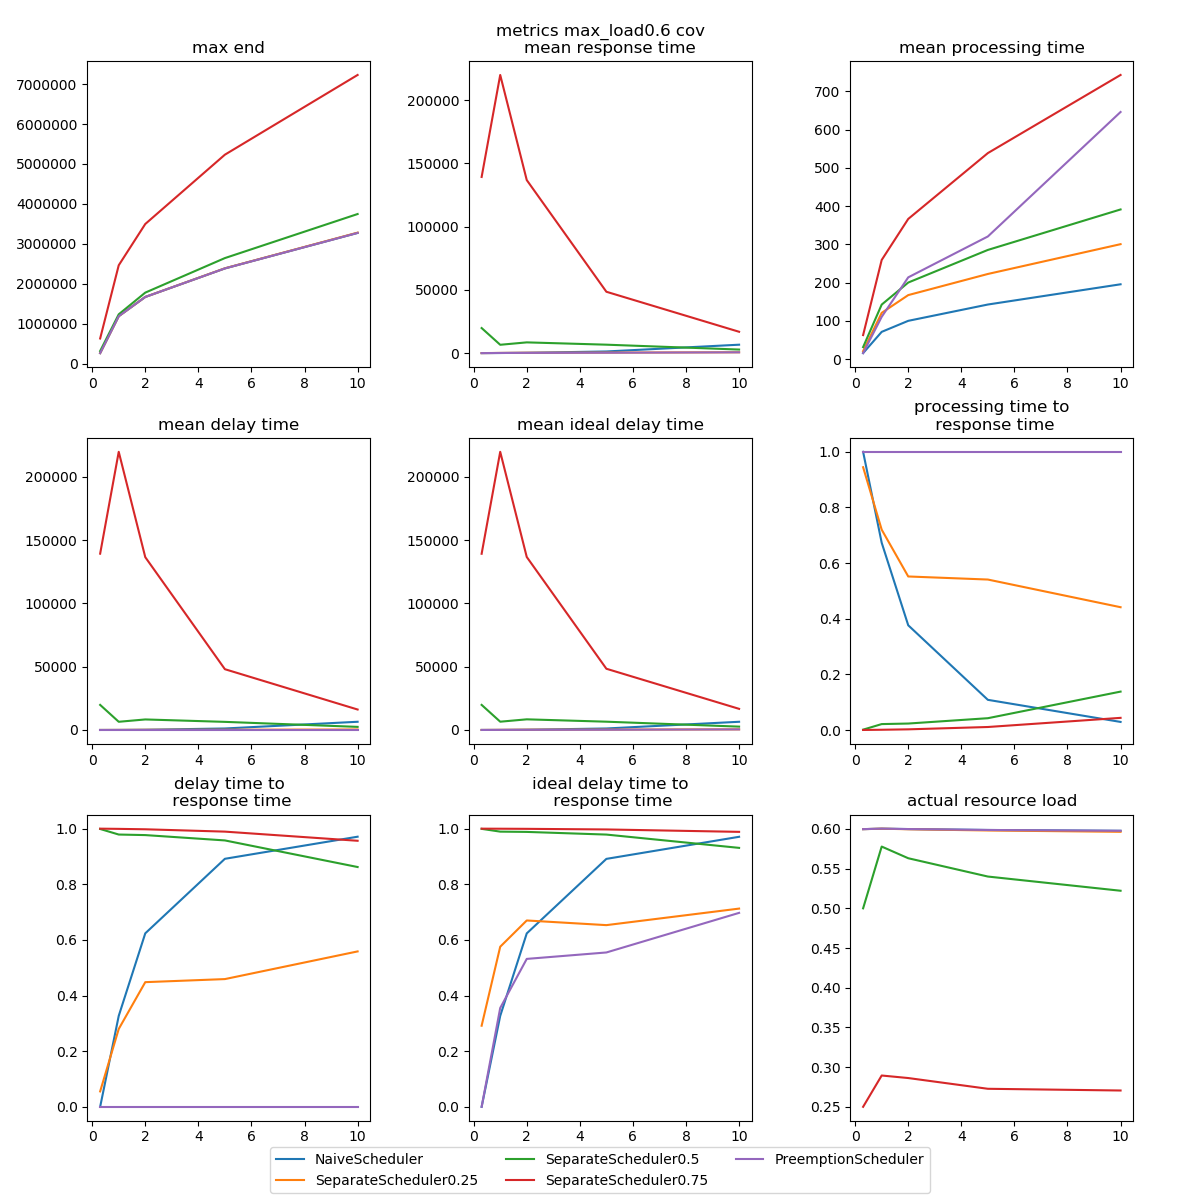 metrics max_load0.6 cov
max end
mean response time
mean processing time
7000000
6000000
5000000
4000000
3000000
2000000
1000000
0
0 2 4 6 8 10
200000
150000
100000
50000
0
0 2 4 6 8 10
700
600
500
400
300
200
100
0
0 2 4 6 8 10
mean delay time
mean ideal delay time
processing time to
response time
200000
150000
100000
50000
0
0 2 4 6 8 10
200000
150000
100000
50000
0
0 2 4 6 8 10
1.0
0.8
0.6
0.4
0.2
0.0
0 2 4 6 8 10
delay time to
response time
ideal delay time to
response time
actual resource load
1.0
0.8
0.6
0.4
0.2
0.0
0 2 4 6 8 10
1.0
0.8
0.6
0.4
0.2
0.0
0 2 4 6 8 10
0.60
0.55
0.50
0.45
0.40
0.35
0.30
0.25
0 2 4 6 8 10
NaiveScheduler
SeparateScheduler0.25
SeparateScheduler0.5
SeparateScheduler0.75
PreemptionScheduler